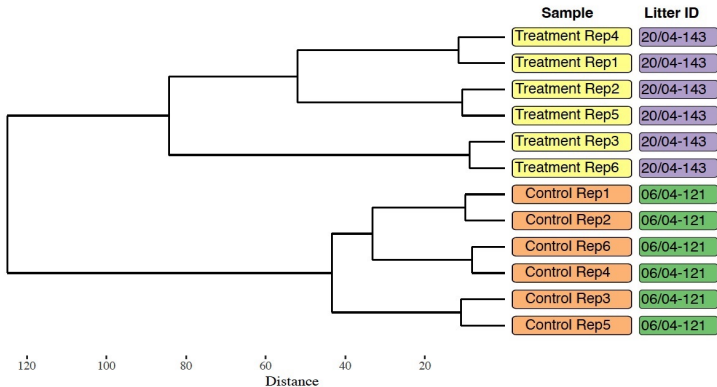 Sample Litter ID
Treatment Rep4 20/04-143
Treatment Rep1 20/04-143
Treatment Rep2 20/04-143
Treatment Rep5 20/04-143
Treatment Rep3 20/04-143
Treatment Rep6 20/04-143
Control Rep1 06/04-121
Control Rep2 06/04-121
Control Rep6 06/04-121
Control Rep4 06/04-121
Control Rep3 06/04-121
Control Rep5 06/04-121
120 100 80 60 40 20
Distance